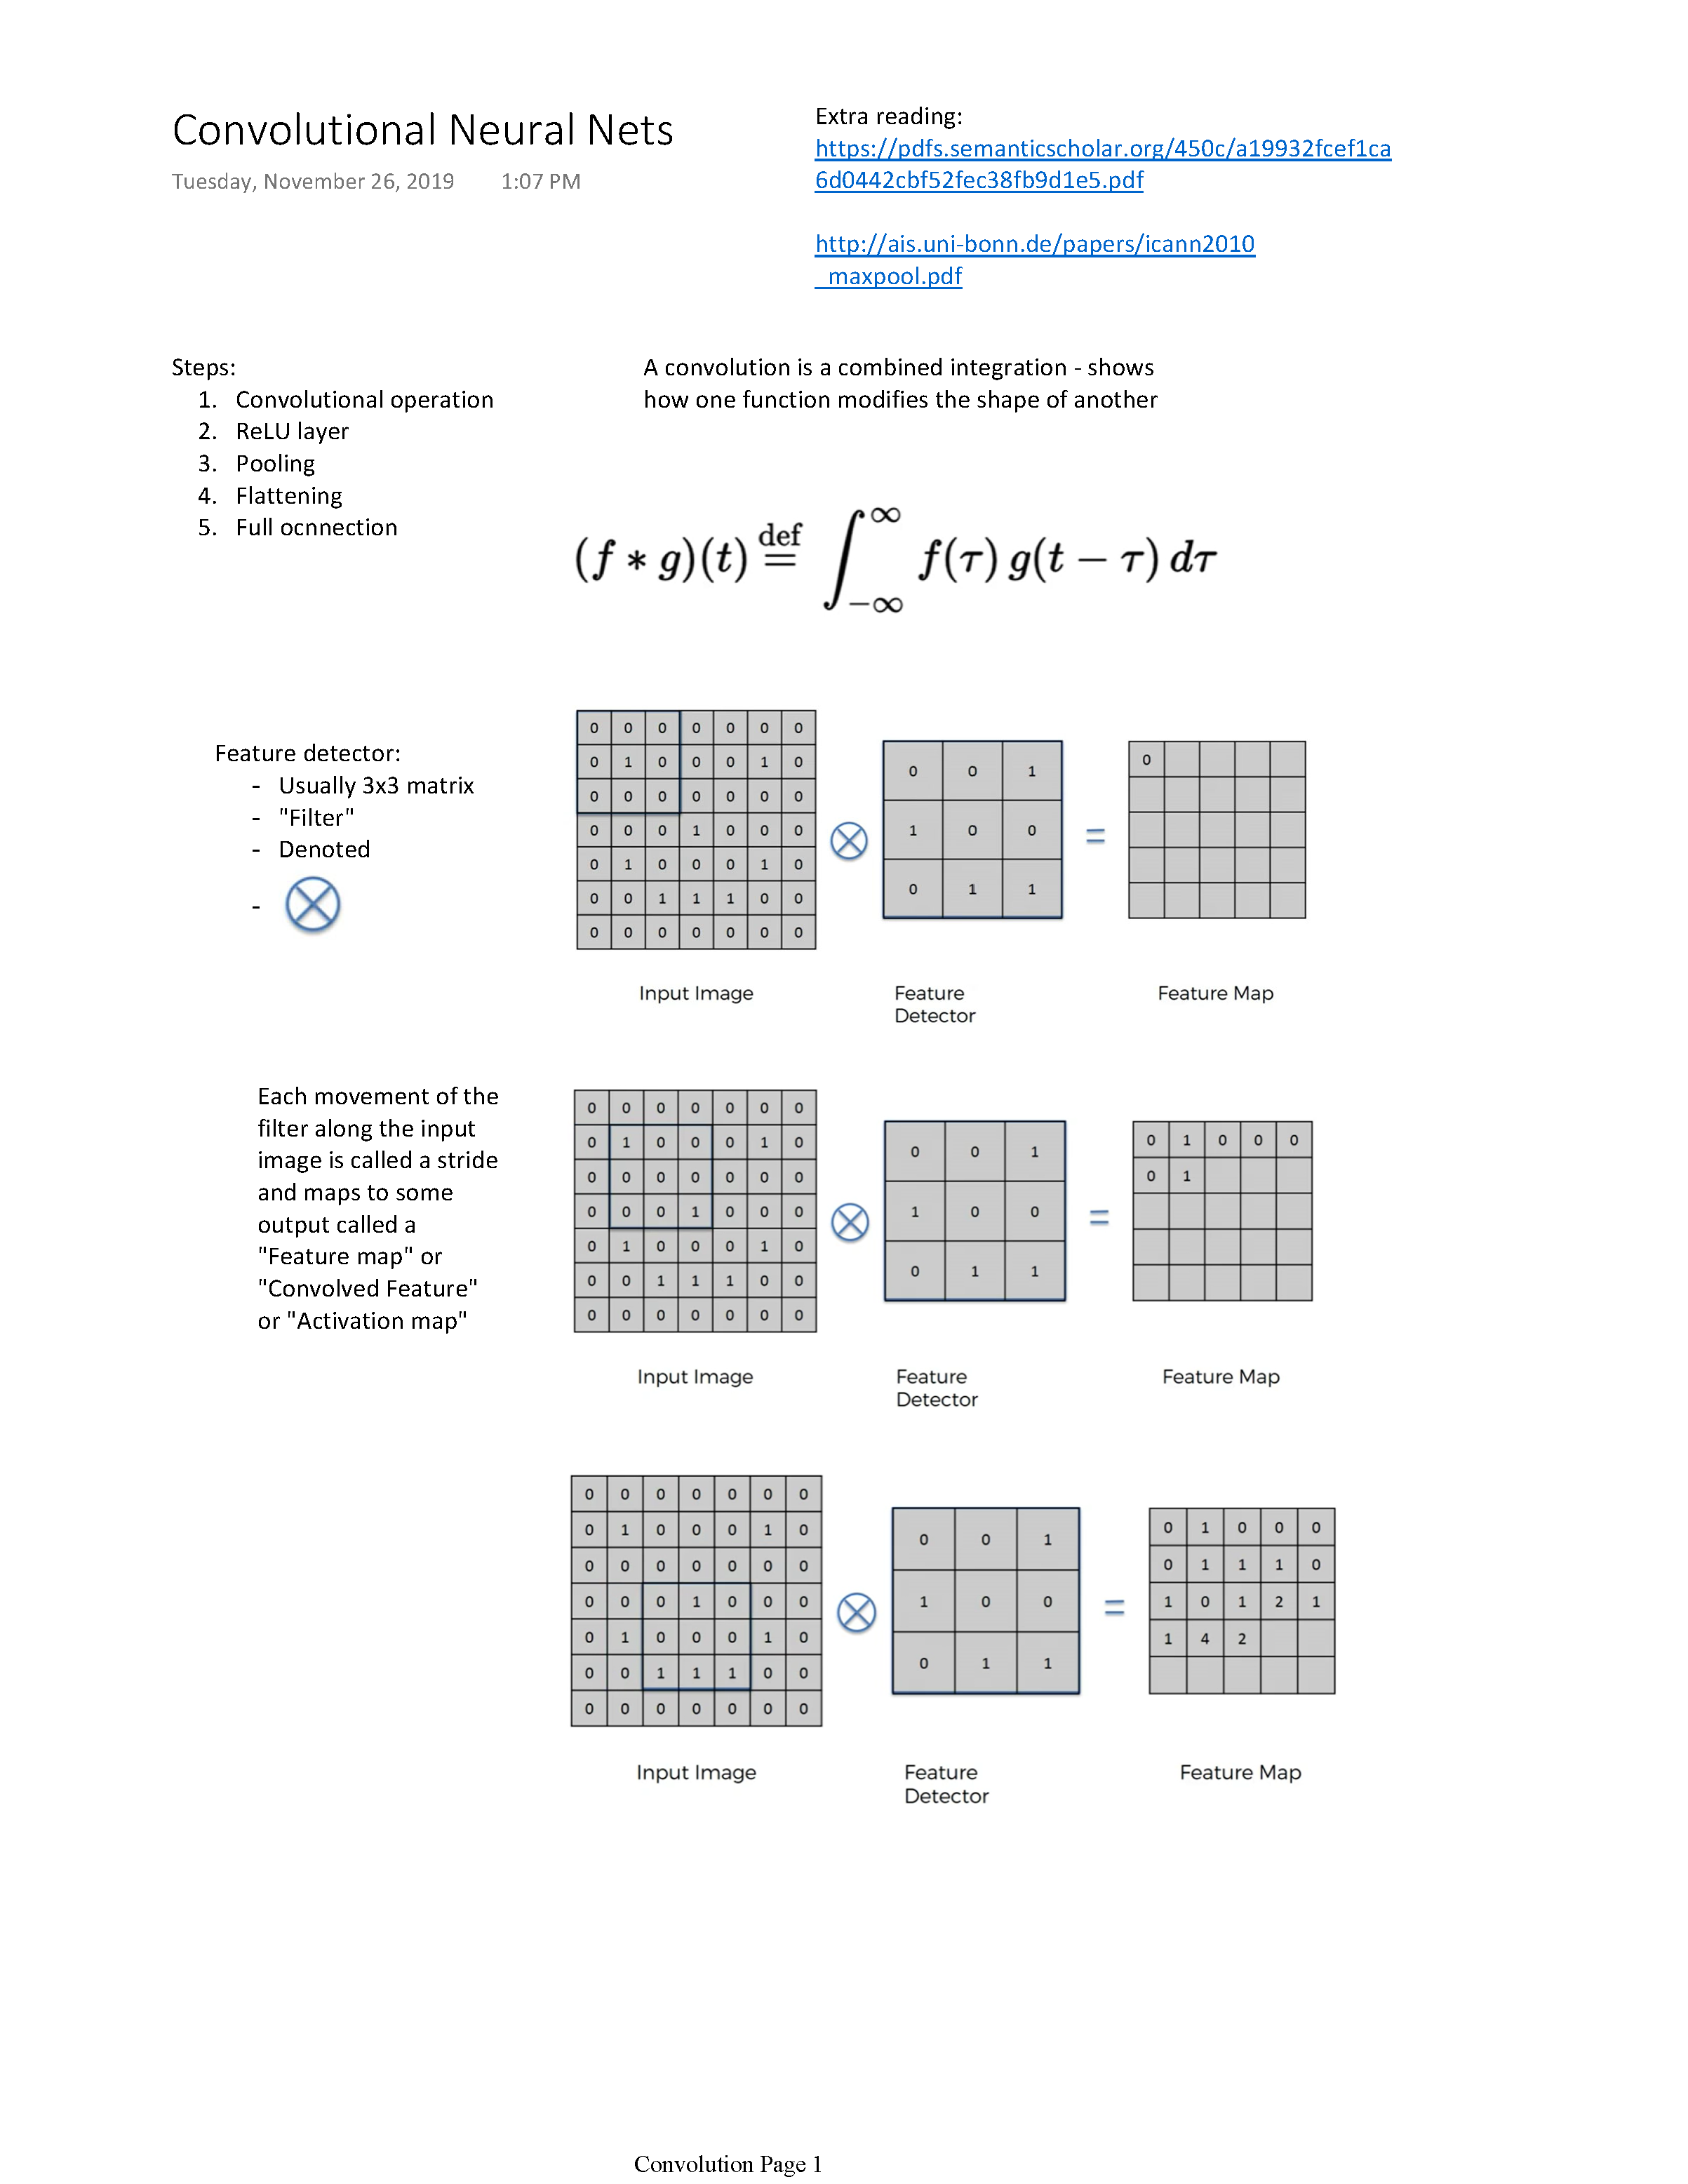 Convolutional Neural Nets
Tuesday, November 26, 2019 1:07 PM
Extra reading:
https://pdfs.semanticscholar.org/450c/a19932fcef1ca
6d0442cbf52fec38fb9d1e5.pdf
http://ais.uni-bonn.de/papers/icann2010
_maxpool.pdf
Steps:
1. Convolutional operation
2. ReLU layer
3. Pooling
4. Flattening
5. Full ocnnection
A convolution is a combined integration - shows
how one function modifies the shape of another
(f * g)(t) def= ∫_{-∞}^{∞} f(τ) g(t − τ) dτ
Feature detector:
- Usually 3x3 matrix
- "Filter"
- Denoted
- ⊗
0 0 0 0 0 0 0
0 1 0 0 0 1 0
0 0 0 0 0 0 0
0 0 0 1 0 0 0
0 1 0 0 0 1 0
0 0 1 1 1 0 0
0 0 0 0 0 0 0
⊗
0 0 1
1 0 0
0 1 1
=
0
Input Image
Feature
Detector
Feature Map
Each movement of the
filter along the input
image is called a stride
and maps to some
output called a
"Feature map" or
"Convolved Feature"
or "Activation map"
0 0 0 0 0 0 0
0 1 0 0 0 1 0
0 0 0 0 0 0 0
0 0 0 1 0 0 0
0 1 0 0 0 1 0
0 0 1 1 1 0 0
0 0 0 0 0 0 0
⊗
0 0 1
1 0 0
0 1 1
=
0 1 0 0 0
0 1
Input Image
Feature
Detector
Feature Map
0 0 0 0 0 0 0
0 1 0 0 0 1 0
0 0 0 0 0 0 0
0 0 0 1 0 0 0
0 1 0 0 0 1 0
0 0 1 1 1 0 0
0 0 0 0 0 0 0
⊗
0 0 1
1 0 0
0 1 1
=
0 1 0 0 0
0 1 1 1 0
1 0 1 2 1
1 4 2
Input Image
Feature
Detector
Feature Map
Convolution Page 1